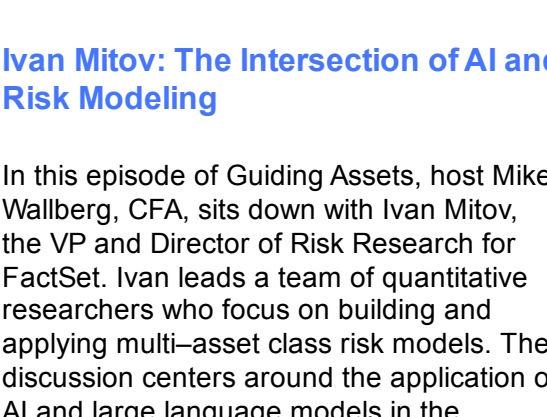 Ivan Mitov: The Intersection of AI and
Risk Modeling
In this episode of Guiding Assets, host Mike
Wallberg, CFA, sits down with Ivan Mitov,
the VP and Director of Risk Research for
FactSet. Ivan leads a team of quantitative
researchers who focus on building and
applying multi–asset class risk models. The
discussion centers around the application o
AI and large language models in the